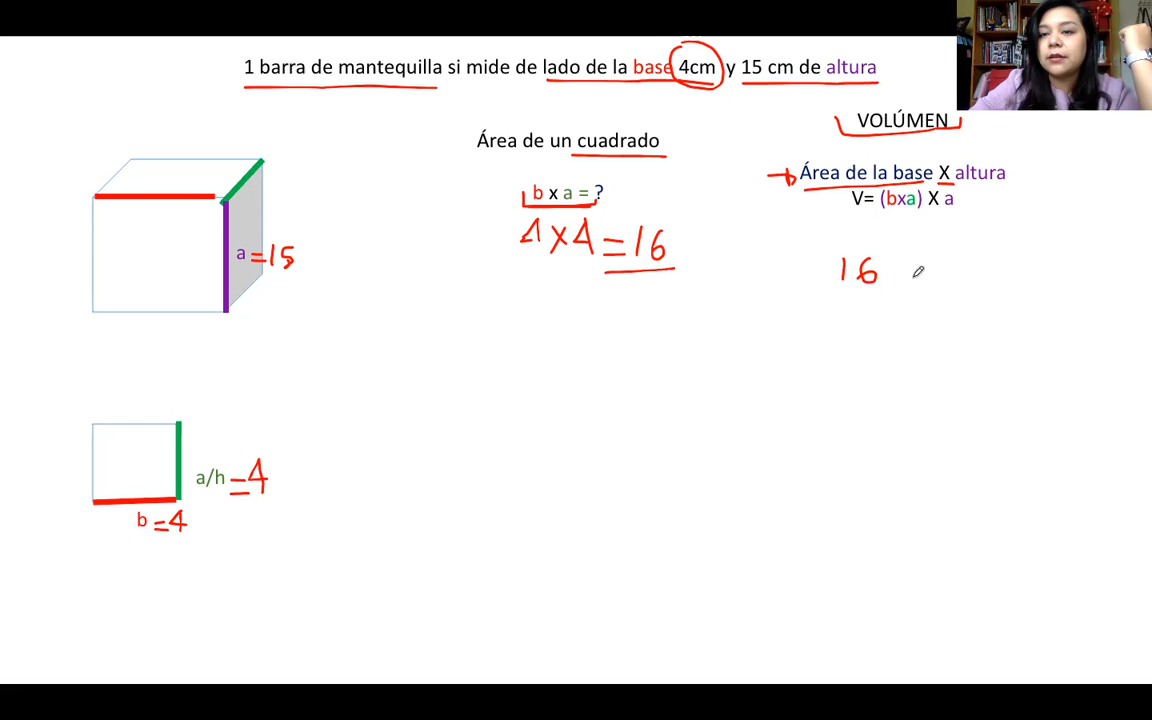 1 barra de mantequilla si mide de lado de la base 4cm y 15 cm de altura
VOLÚMEN
Área de un cuadrado
Área de la base X altura
b x a = ?
V= (bxa) X a
4 x 4 = 16
a = 15
16
a/h = 4
b = 4